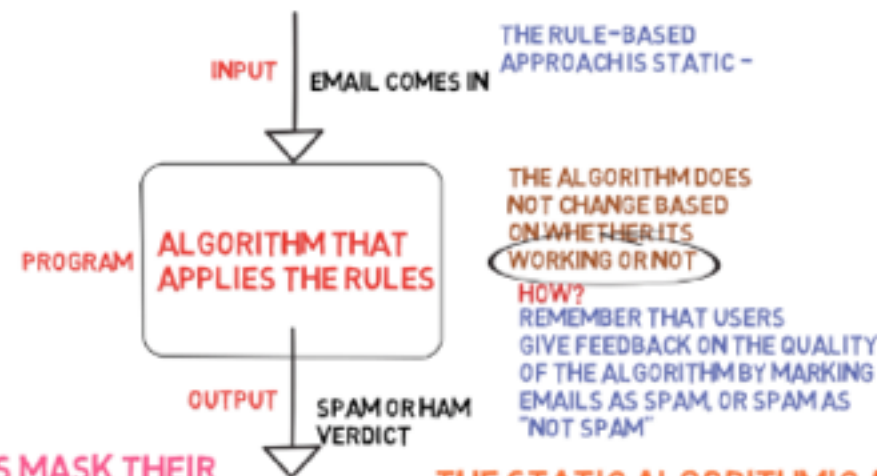 THE RULE-BASED
APPROACH IS STATIC -
INPUT
EMAIL COMES IN
THE ALGORITHM DOES
NOT CHANGE BASED
ON WHETHER ITS
WORKING OR NOT
PROGRAM
ALGORITHM THAT
APPLIES THE RULES
HOW?
REMEMBER THAT USERS
GIVE FEEDBACK ON THE QUALITY
OF THE ALGORITHM BY MARKING
EMAILS AS SPAM, OR SPAM AS
"NOT SPAM"
OUTPUT
SPAM OR HAM
VERDICT
MASK THEIR
THE STATIC ALGORITHM